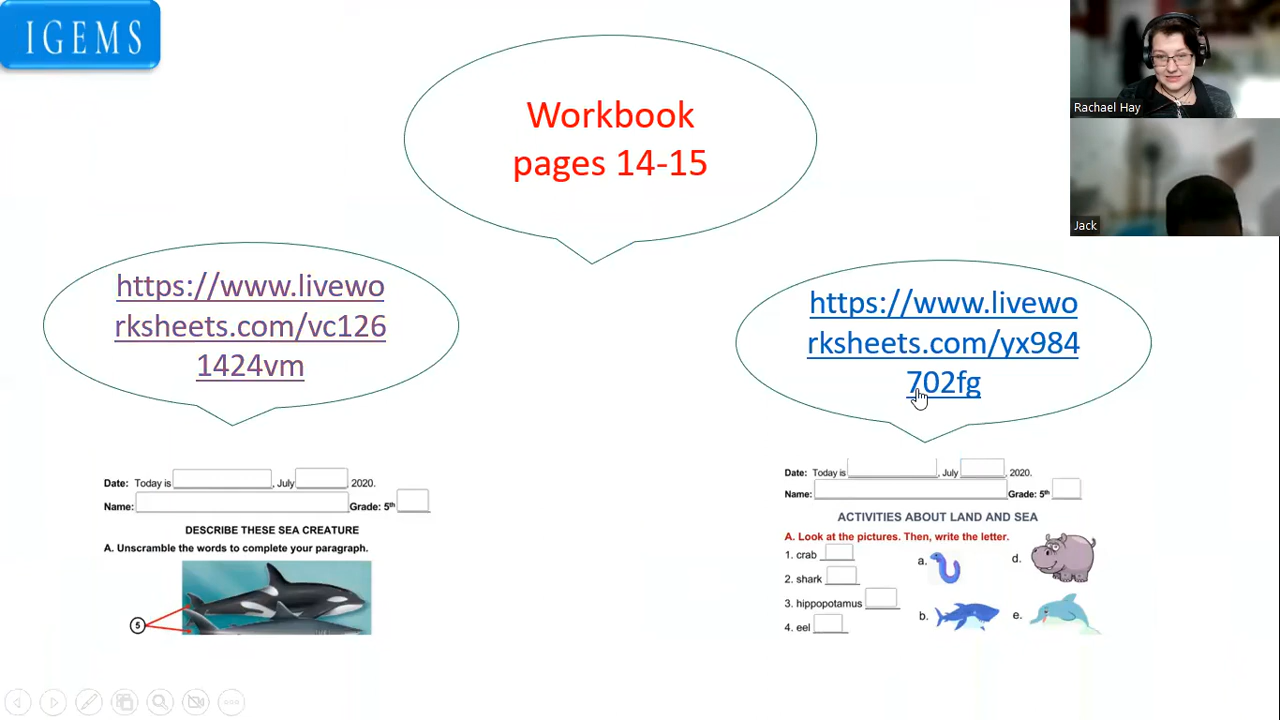 IGEMS
Workbook
pages 14-15
Rachael Hay
Jack
https://www.livewo
rksheets.com/vc126
1424vm
https://www.livewo
rksheets.com/yx984
702fg
Date: Today is , July , 2020.
Name: Grade: 5th
DESCRIBE THESE SEA CREATURE
A. Unscramble the words to complete your paragraph.
5
Date: Today is , July , 2020.
Name: Grade: 5th
ACTIVITIES ABOUT LAND AND SEA
A. Look at the pictures. Then, write the letter.
1. crab
2. shark
3. hippopotamus
4. eel
a.
d.
b.
e.